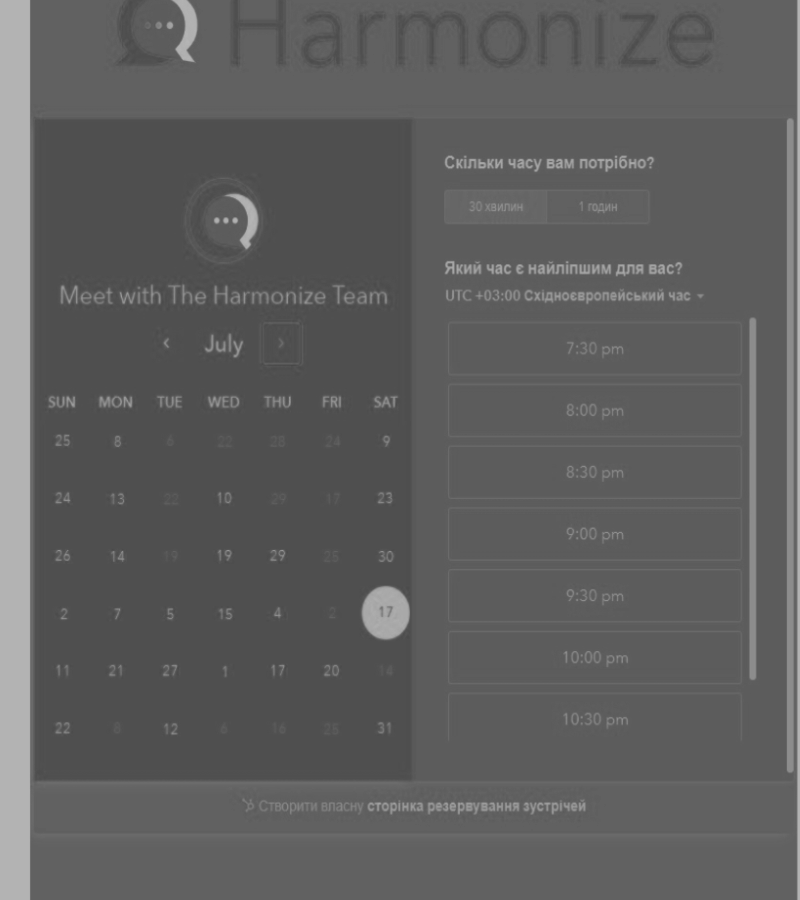 Harmonize
Meet with The Harmonize Team
July
SUN MON TUE WED THU FRI SAT
25 8 6 22 28 24 9
24 13 22 10 29 17 23
26 14 19 19 29 25 30
2 7 5 15 4 2 17
11 21 27 1 17 20 14
22 8 12 6 16 31
Скільки часу вам потрібно?
30 хвилин 1 годин
Який час є найліпшим для вас?
UTC +03:00 Східноєвропейський час
7:30 pm
8:00 pm
8:30 pm
9:00 pm
9:30 pm
10:00 pm
10:30 pm
Створити власну сторінка резервування зустрічей